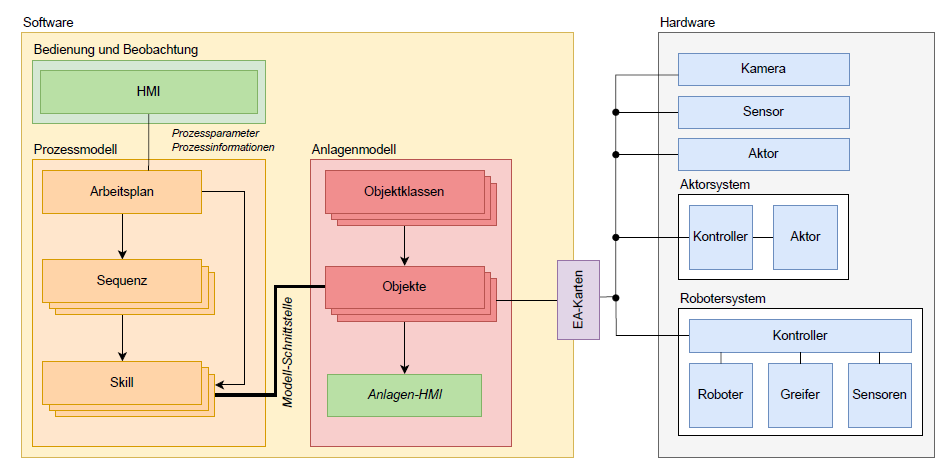 Software
Bedienung und Beobachtung
HMI
Prozessparameter
Prozessinformationen
Prozessmodell
Arbeitsplan
Sequenz
Skill
Modell-Schnittstelle
Anlagenmodell
Objektklassen
Objekte
Anlagen-HMI
EA-Karten
Hardware
Kamera
Sensor
Aktor
Aktorsystem
Kontroller
Aktor
Robotersystem
Kontroller
Roboter
Greifer
Sensoren